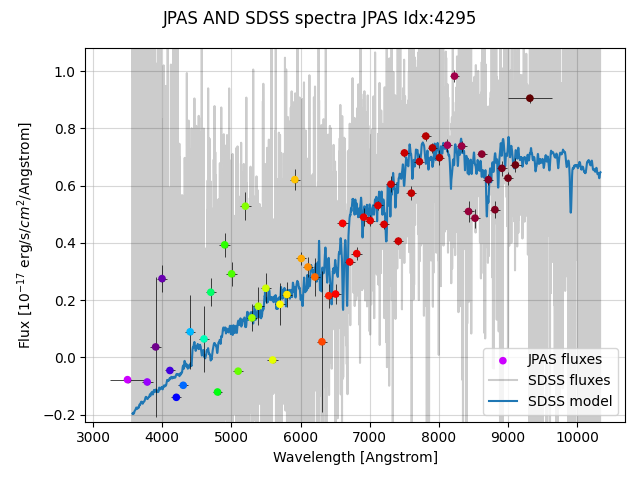 JPAS AND SDSS spectra JPAS Idx:4295
Flux [10⁻¹⁷ erg/s/cm²/Angstrom]
1.0
0.8
0.6
0.4
0.2
0.0
−0.2
3000 4000 5000 6000 7000 8000 9000 10000
Wavelength [Angstrom]
JPAS fluxes
SDSS fluxes
SDSS model